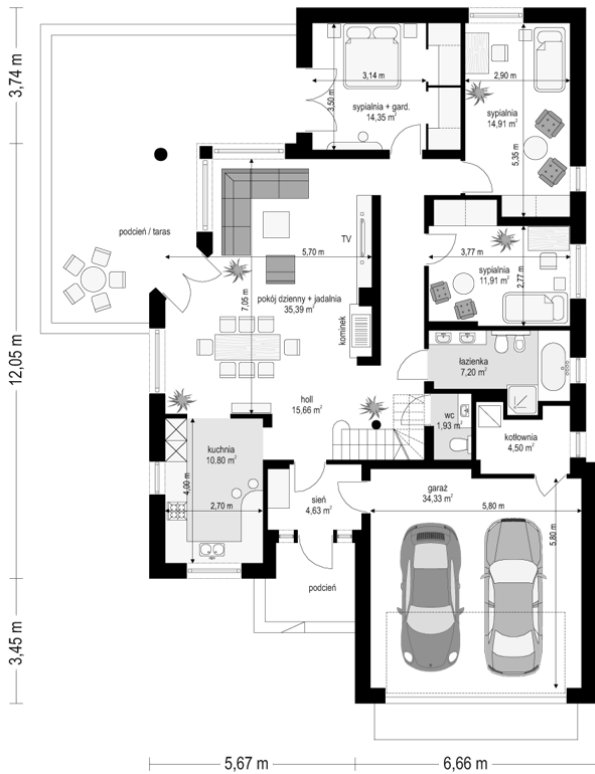 3,74 m
12,05 m
3,45 m
5,67 m
6,66 m
3,14 m
3,50 m
sypialnia + gard.
14,35 m²
2,90 m
sypialnia
14,91 m²
5,35 m
podcień / taras
TV
5,70 m
pokój dzienny + jadalnia
35,39 m²
7,05 m
kominek
3,77 m
sypialnia
11,91 m²
2,77 m
łazienka
7,20 m²
holl
15,66 m²
wc
1,93 m²
kotłownia
4,50 m²
kuchnia
10.80 m²
4,00 m
2,70 m
sień
4,63 m²
garaż
34,33 m²
5,80 m
5,80 m
podcień